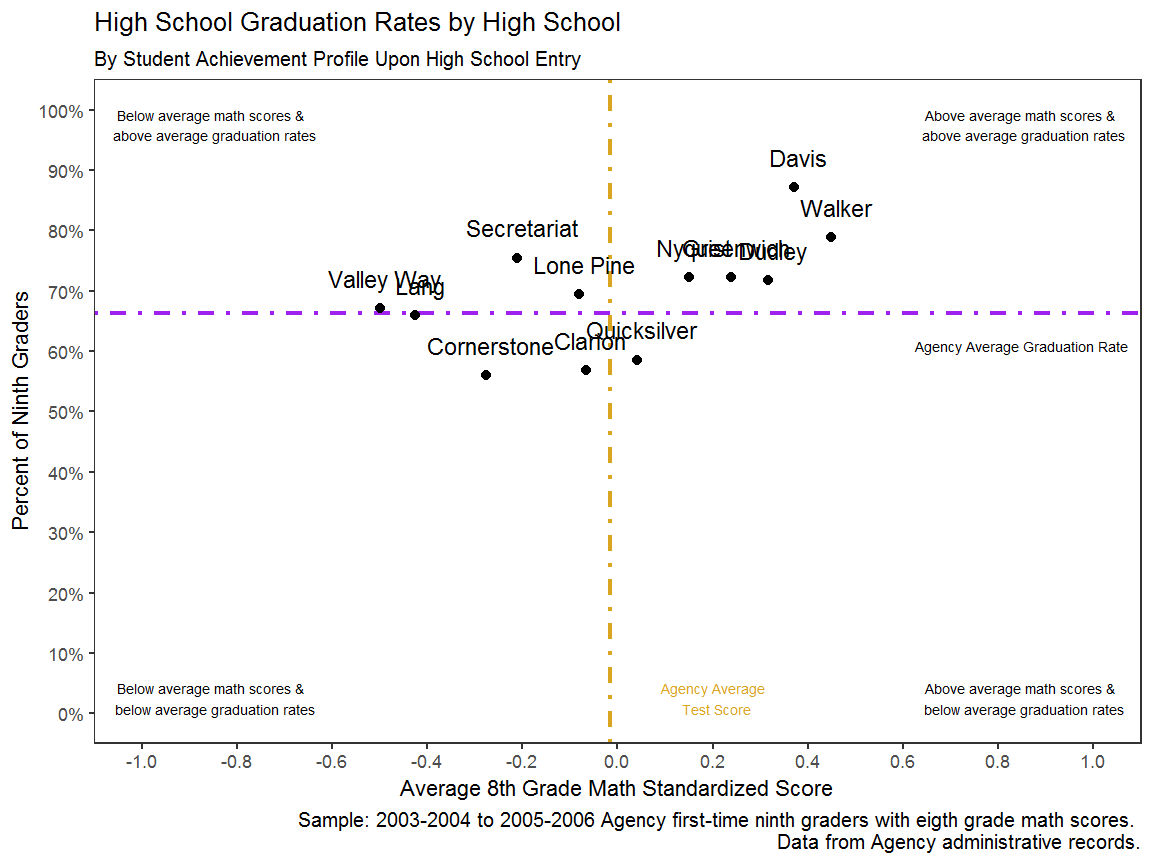 High School Graduation Rates by High School
By Student Achievement Profile Upon High School Entry
100%
90%
80%
70%
60%
50%
40%
30%
20%
10%
0%
Percent of Ninth Graders
Below average math scores &
above average graduation rates
Above average math scores &
above average graduation rates
Davis
Walker
Secretariat
Nyquist
Greenwich
Dudley
Lone Pine
Valley Way
Lang
Quicksilver
Clarion
Cornerstone
Agency Average Graduation Rate
Below average math scores &
below average graduation rates
Agency Average
Test Score
Above average math scores &
below average graduation rates
-1.0
-0.8
-0.6
-0.4
-0.2
0.0
0.2
0.4
0.6
0.8
1.0
Average 8th Grade Math Standardized Score
Sample: 2003-2004 to 2005-2006 Agency first-time ninth graders with eigth grade math scores.
Data from Agency administrative records.